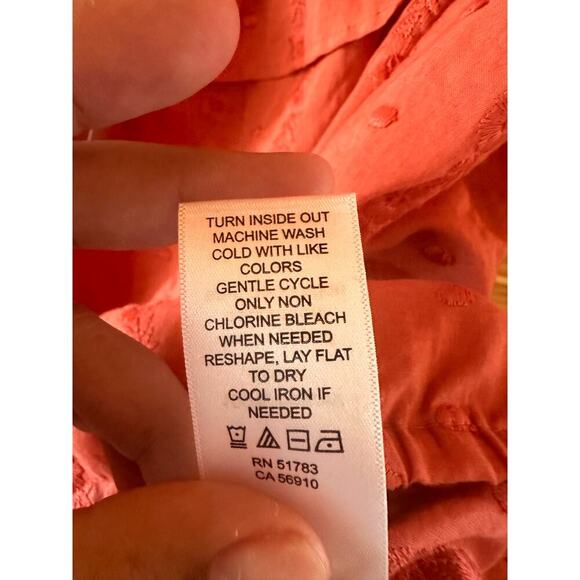 TURN INSIDE OUT
MACHINE WASH
COLD WITH LIKE
COLORS
GENTLE CYCLE
ONLY NON
CHLORINE BLEACH
WHEN NEEDED
RESHAPE, LAY FLAT
TO DRY
COOL IRON IF
NEEDED
RN 51783
CA 56910